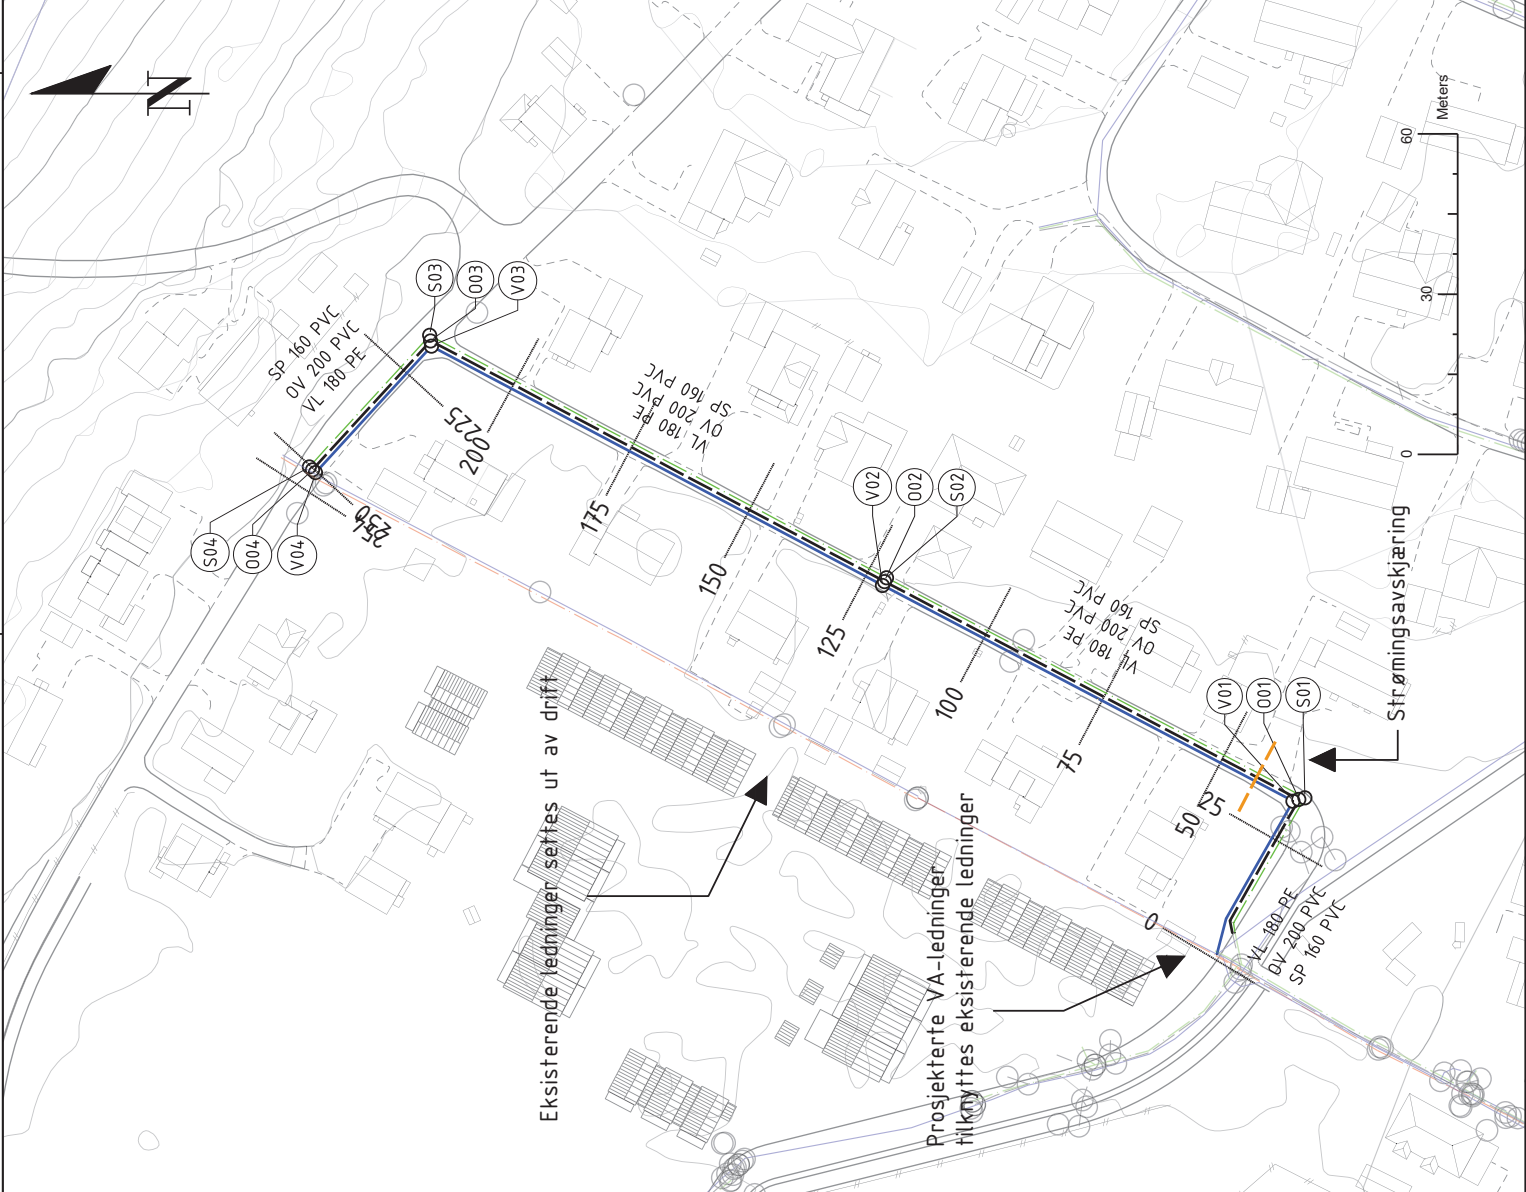 N
SP 160 PVC
OV 200 PVC
VL 180 PE
S03
O03
V03
S04
O04
V04
254
250
225
200
175
150
125
100
75
50
25
0
VL 180 PE
OV 200 PVC
SP 160 PVC
V02
O02
S02
VL 180 PE
OV 200 PVC
SP 160 PVC
V01
O01
S01
VL 180 PE
OV 200 PVC
SP 160 PVC
Eksisterende ledninger settes ut av drift
Prosjekterte VA-ledninger
tilknyttes eksisterende ledninger
Strømingsavskjæring
0
30
60
Meters